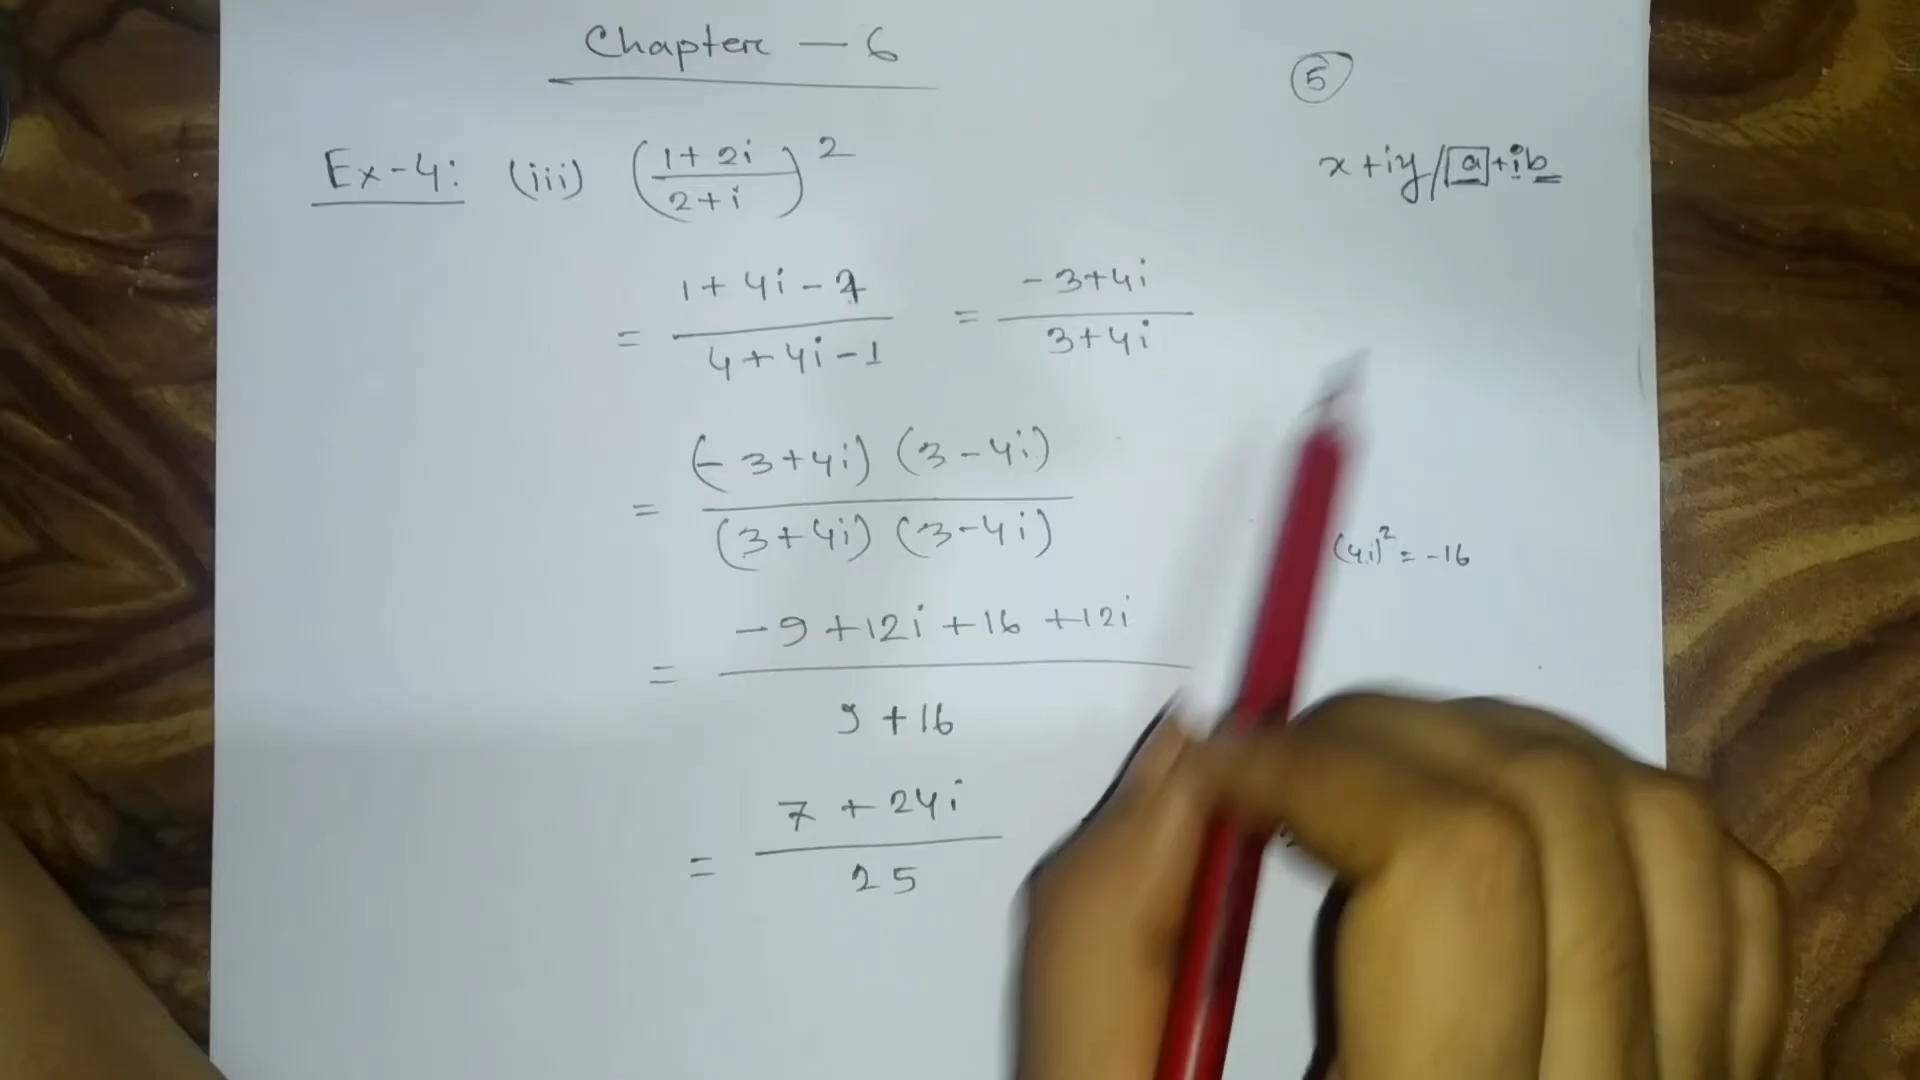 Chapter - 6
5
Ex-4: (iii) ((1+2i)/(2+i))^2
x+iy/a+ib
= (1+4i-4)/(4+4i-1) = (-3+4i)/(3+4i)
= ((-3+4i)(3-4i))/((3+4i)(3-4i))
(4i)^2 = -16
= (-9+12i+16+12i)/(9+16)
= (7+24i)/25